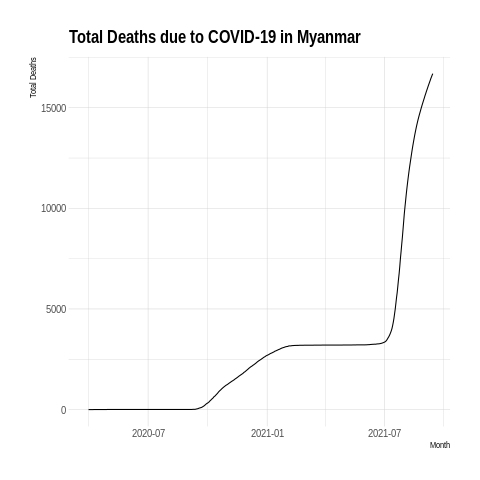 Total Deaths due to COVID-19 in Myanmar
Total Deaths
15000
10000
5000
0
2020-07 2021-01 2021-07
Month